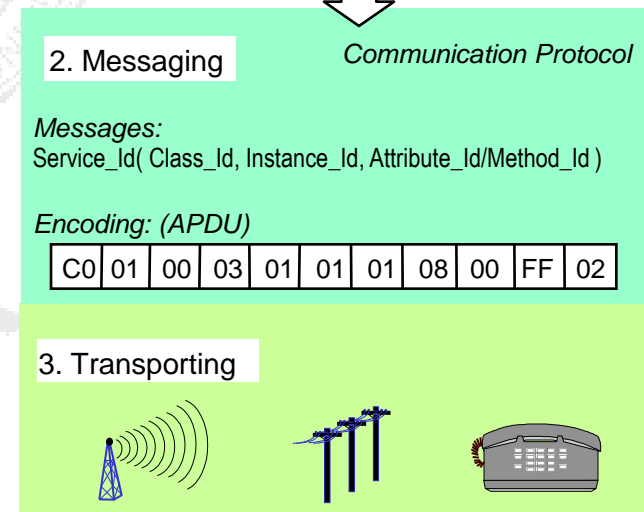 2. Messaging
Communication Protocol
Messages:
Service_Id( Class_Id, Instance_Id, Attribute_Id/Method_Id )
Encoding: (APDU)
C0 01 00 03 01 01 01 08 00 FF 02
3. Transporting